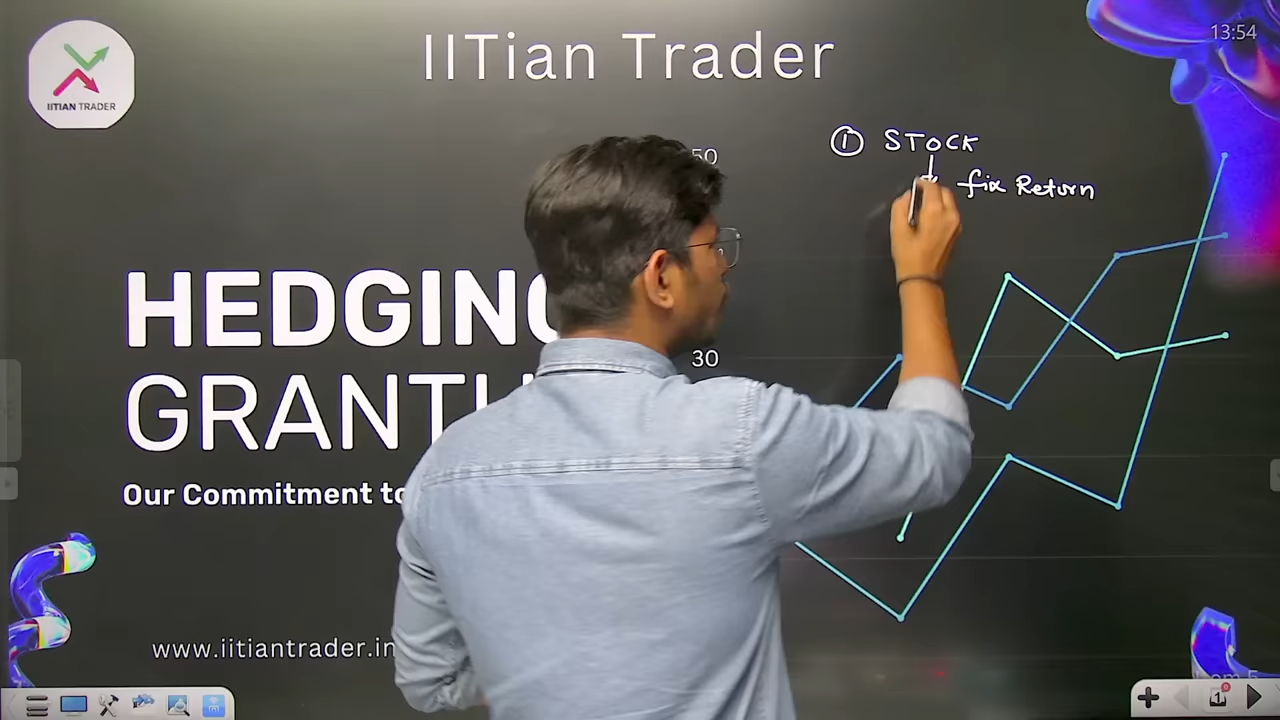 IITian Trader
13:54
IITIAN TRADER
① STOCK
50
fix Return
HEDGING
30
GRANTH
Our Commitment to
www.iitiantrader.in
1